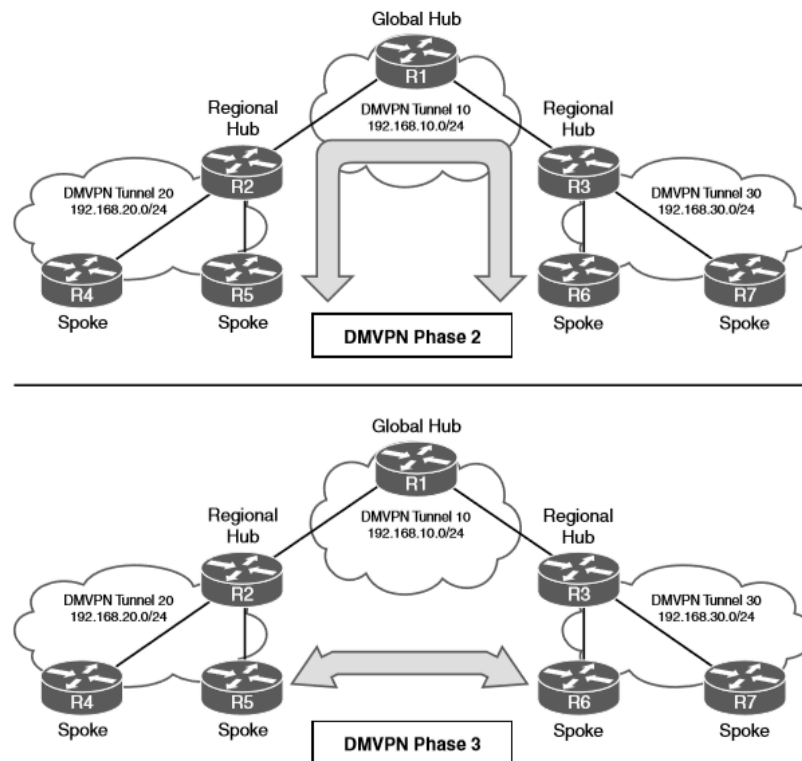 Global Hub
R1
DMVPN Tunnel 10
192.168.10.0/24
Regional
Hub
R2
Regional
Hub
R3
DMVPN Tunnel 20
192.168.20.0/24
DMVPN Tunnel 30
192.168.30.0/24
R4
Spoke
R5
Spoke
R6
Spoke
R7
Spoke
DMVPN Phase 2
Global Hub
R1
DMVPN Tunnel 10
192.168.10.0/24
Regional
Hub
R2
Regional
Hub
R3
DMVPN Tunnel 20
192.168.20.0/24
DMVPN Tunnel 30
192.168.30.0/24
R4
Spoke
R5
Spoke
R6
Spoke
R7
Spoke
DMVPN Phase 3